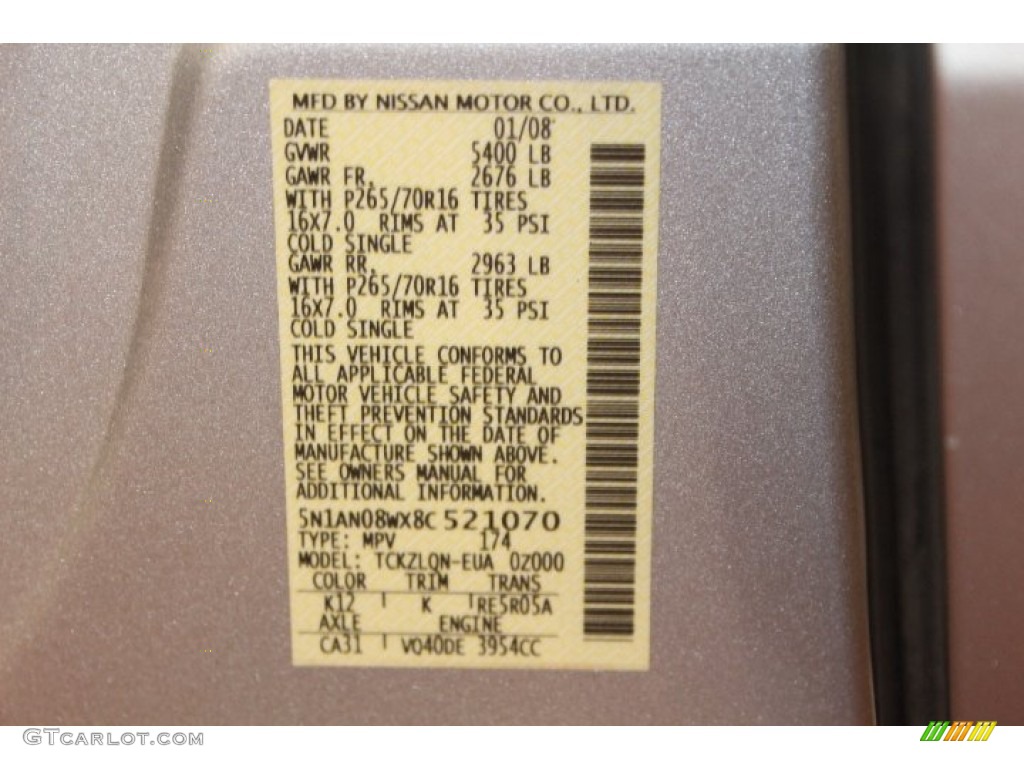 MFD BY NISSAN MOTOR CO., LTD.
DATE 01/08
GVWR 5400 LB
GAWR FR. 2676 LB
WITH P265/70R16 TIRES
16X7.0 RIMS AT 35 PSI
COLD SINGLE
GAWR RR. 2963 LB
WITH P265/70R16 TIRES
16X7.0 RIMS AT 35 PSI
COLD SINGLE
THIS VEHICLE CONFORMS TO
ALL APPLICABLE FEDERAL
MOTOR VEHICLE SAFETY AND
THEFT PREVENTION STANDARDS
IN EFFECT ON THE DATE OF
MANUFACTURE SHOWN ABOVE.
SEE OWNERS MANUAL FOR
ADDITIONAL INFORMATION.
5N1AN08WX8C 521070
TYPE: MPV 174
MODEL: TCKZLQN-EUA 0Z000
COLOR TRIM TRANS
K12 K RE5R05A
AXLE ENGINE
CA31 VQ40DE 3954CC
GTCarlot.com